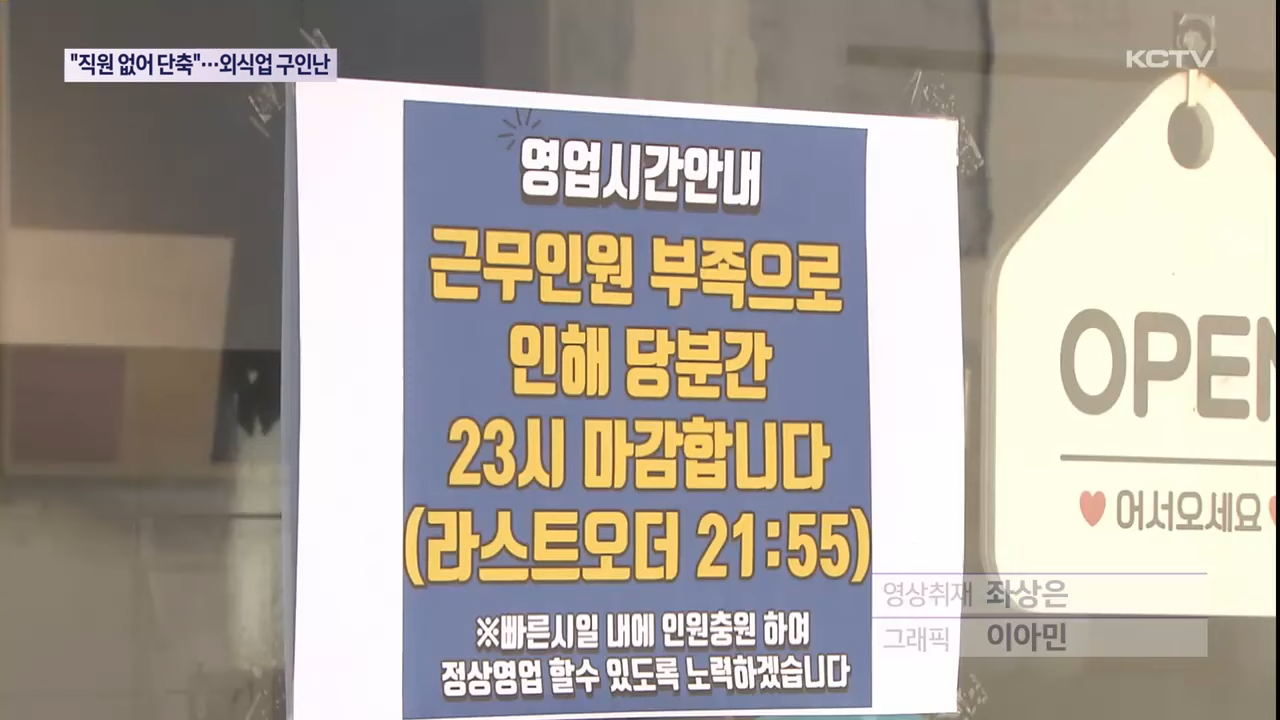 "직원 없어 단축"…외식업 구인난
KCTV
영업시간안내
근무인원 부족으로
인해 당분간
23시 마감합니다
(라스트오더 21:55)
※빠른시일 내에 인원충원 하여
정상영업 할수 있도록 노력하겠습니다
OPEN
♥어서오세요♥
영상취재 좌상은
그래픽 이아민